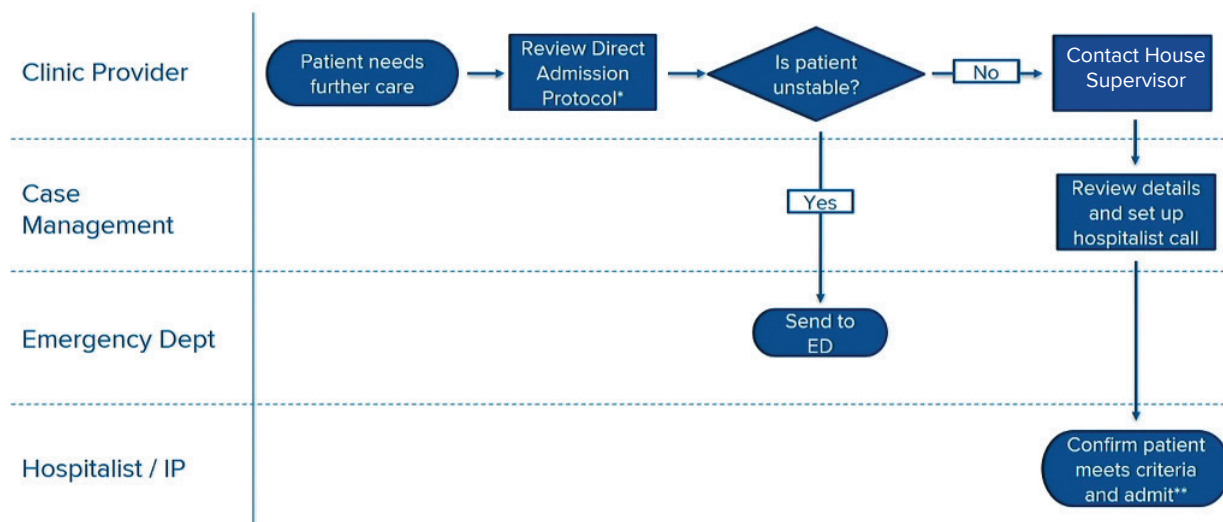 Clinic Provider
Patient needs
further care
Review Direct
Admission
Protocol*
Is patient
unstable?
No
Contact House
Supervisor
Case
Management
Yes
Review details
and set up
hospitalist call
Emergency Dept
Send to
ED
Hospitalist / IP
Confirm patient
meets criteria
and admit**